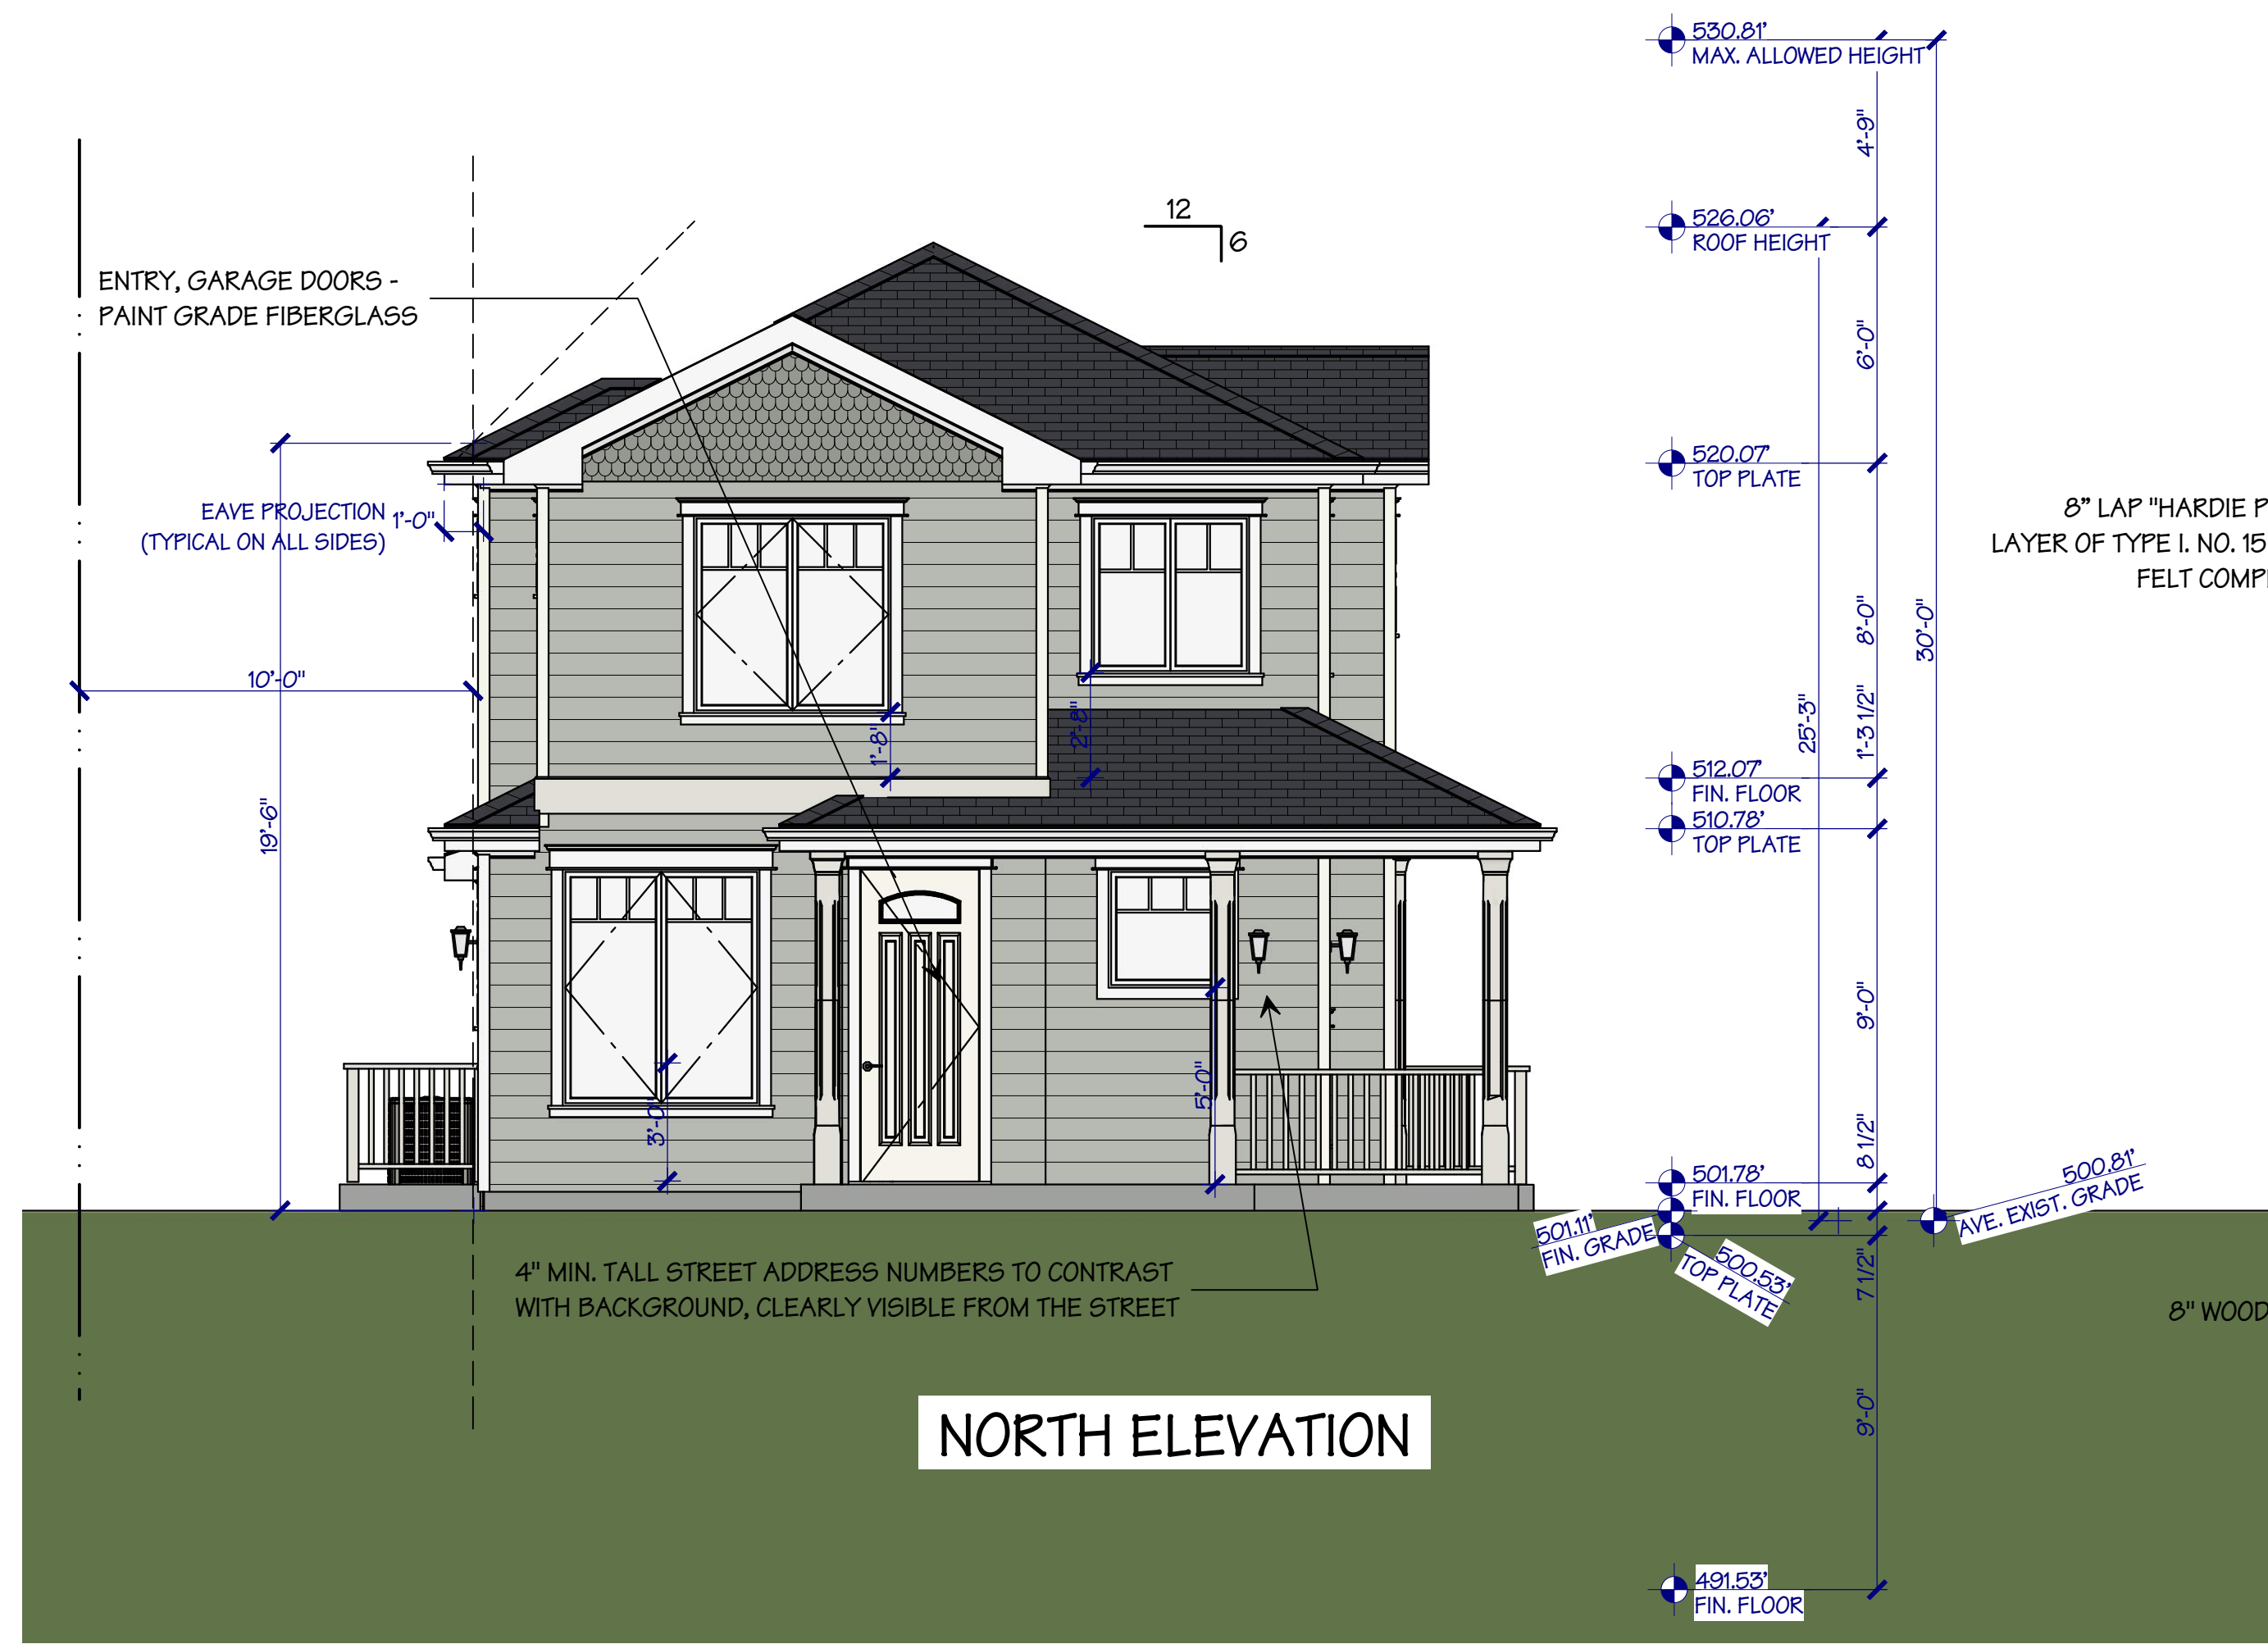 530.81'
MAX. ALLOWED HEIGHT
4'-9"
12
6
526.06'
ROOF HEIGHT
ENTRY, GARAGE DOORS -
PAINT GRADE FIBERGLASS
6'-0"
520.07'
TOP PLATE
EAVE PROJECTION
(TYPICAL ON ALL SIDES)
1'-0"
8" LAP "HARDIE P
LAYER OF TYPE I. NO. 15
FELT COMP
8'-0"
30'-0"
10'-0"
1'-8"
2'-8"
25'-3"
1'-3 1/2"
512.07'
FIN. FLOOR
510.78'
TOP PLATE
19'-6"
9'-0"
3'-0"
5'-0"
8 1/2"
501.78'
FIN. FLOOR
500.81'
AVE. EXIST. GRADE
501.11'
FIN. GRADE
500.53'
TOP PLATE
7 1/2"
4" MIN. TALL STREET ADDRESS NUMBERS TO CONTRAST
WITH BACKGROUND, CLEARLY VISIBLE FROM THE STREET
8" WOOD
NORTH ELEVATION
9'-0"
491.53'
FIN. FLOOR